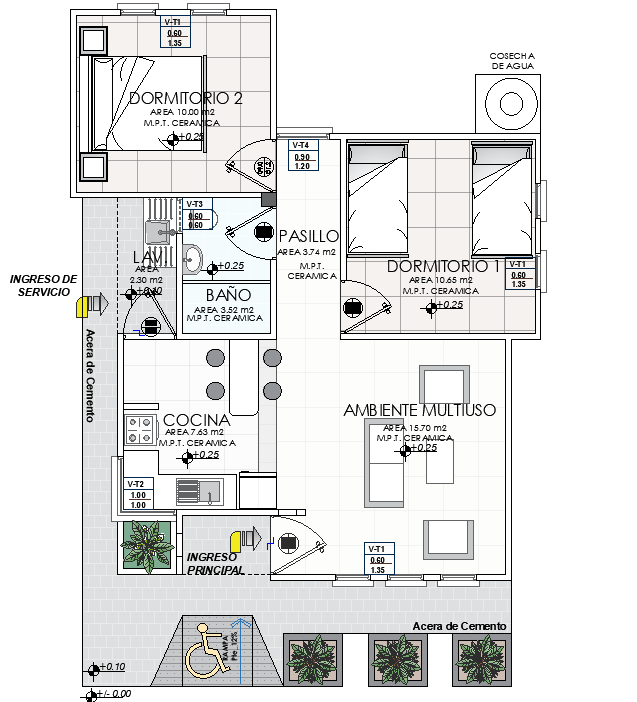 V-T1
0.60
1.35
DORMITORIO 2
AREA 10.00 m2
M.P.T. CERAMICA
+0.25
COSECHA
DE AGUA
V-T4
0.90
1.20
V-T3
0.60
0.60
PASILLO
AREA 3.74 m2
M.P.T.
CERAMICA
LAV.
AREA
2.30 m2
+0.10
+0.25
BAÑO
AREA 3.52 m2
M.P.T. CERAMICA
DORMITORIO 1
AREA 10.65 m2
M.P.T. CERAMICA
+0.25
V-T1
0.60
1.35
INGRESO DE
SERVICIO
Acera de Cemento
COCINA
AREA 7.63 m2
M.P.T. CERAMICA
+0.25
AMBIENTE MULTIUSO
AREA 15.70 m2
M.P.T. CERAMICA
+0.25
V-T2
1.00
1.00
INGRESO
PRINCIPAL
V-T1
0.60
1.35
Acera de Cemento
RAMPA
12%
+0.10
+/- 0.00